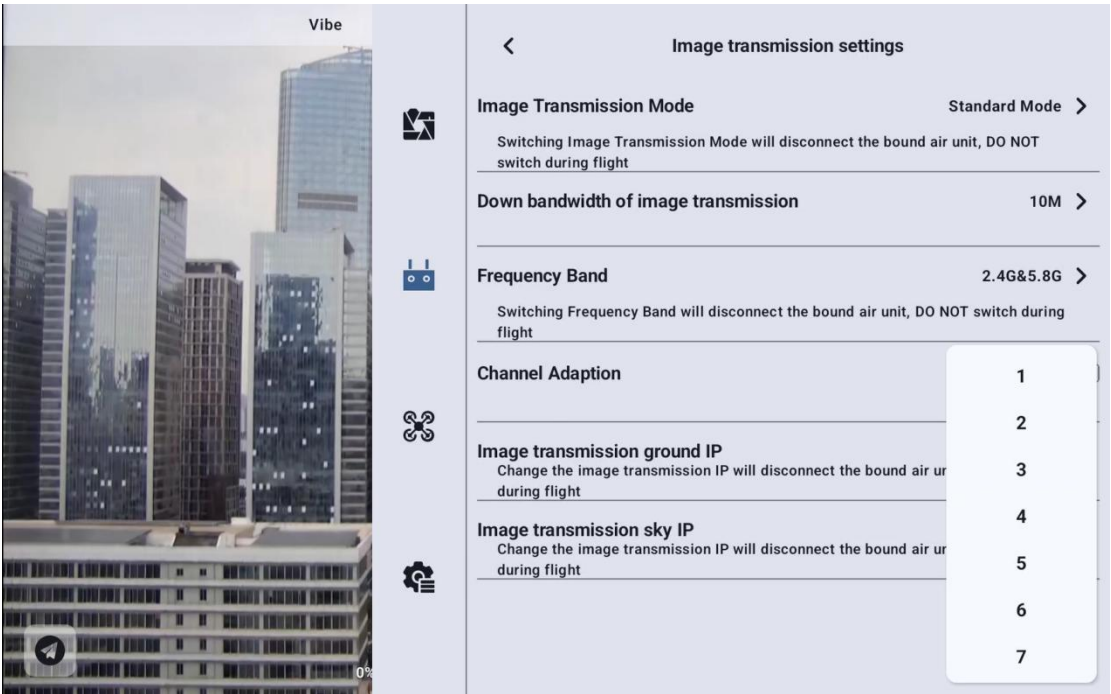 Vibe
Image transmission settings
Image Transmission Mode
Standard Mode
Switching Image Transmission Mode will disconnect the bound air unit, DO NOT
switch during flight
Down bandwidth of image transmission
10M
Frequency Band
2.4G&5.8G
Switching Frequency Band will disconnect the bound air unit, DO NOT switch during
flight
Channel Adaption
1
2
Image transmission ground IP
Change the image transmission IP will disconnect the bound air
3
during flight
4
Image transmission sky IP
Change the image transmission IP will disconnect the bound air
during flight
5
6
7
0%